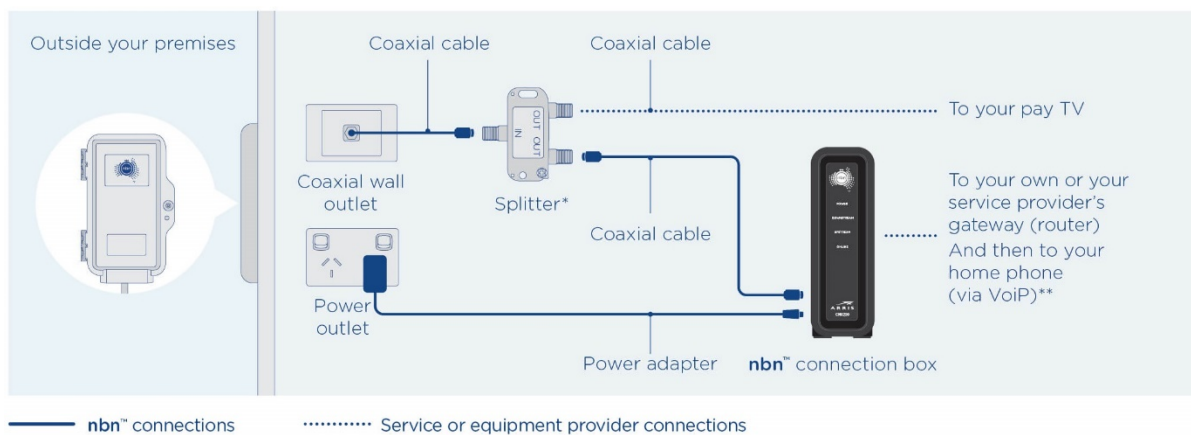 Outside your premises
Coaxial cable
Coaxial cable
OUT OUT
IN
To your pay TV
Coaxial wall
outlet
Splitter*
Coaxial cable
To your own or your
service provider's
gateway (router)
And then to your
home phone
(via VoiP)**
Power
outlet
Power adapter
ARRIS
nbn™ connection box
nbn™ connections
Service or equipment provider connections